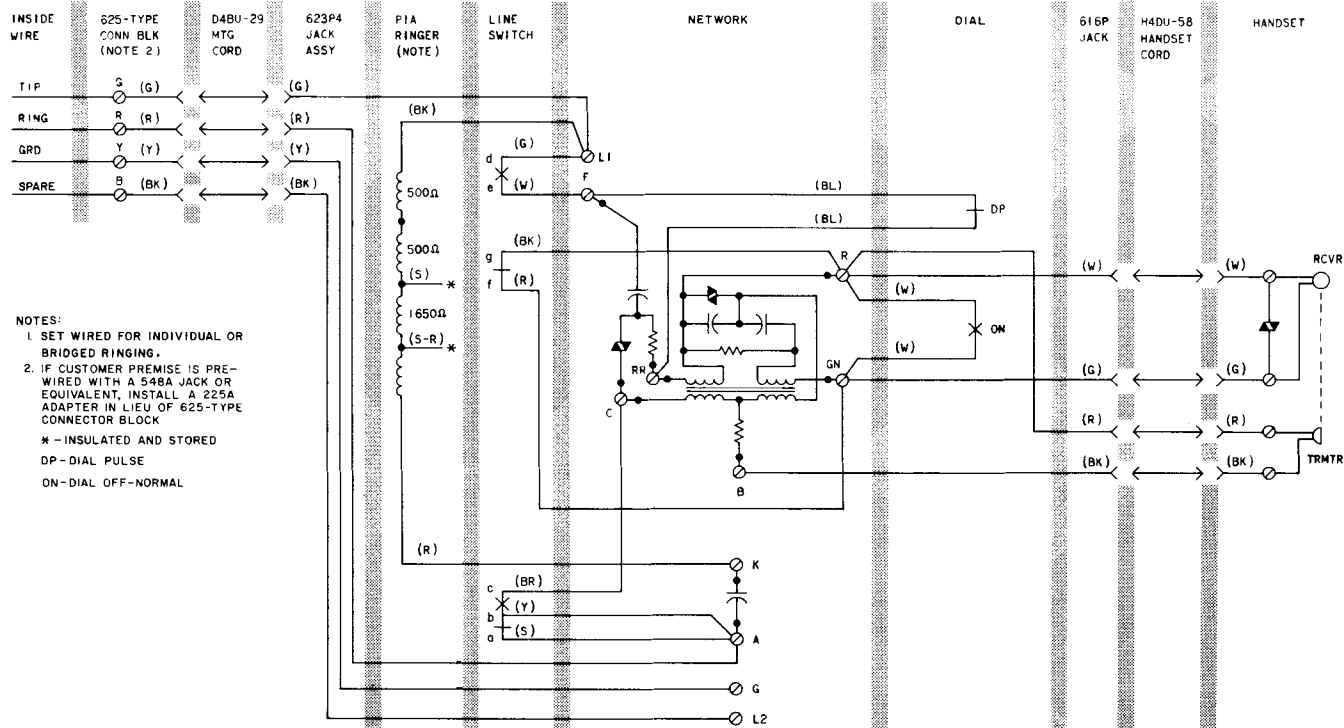 INSIDE
WIRE
625-TYPE
CONN BLK
(NOTE 2)
D4BU-29
MTG
CORD
623P4
JACK
ASSY
P1A
RINGER
(NOTE)
LINE
SWITCH
NETWORK
DIAL
616P
JACK
H4DU-58
HANDSET
CORD
HANDSET
TIP
G
(G)
(G)
RING
R
(R)
(R)
GRD
Y
(Y)
(Y)
SPARE
B
(BK)
(BK)
(BK)
500Ω
500Ω
(S)
*
1650Ω
(S-R)
*
(R)
d
(G)
L1
e
(W)
F
g
(BK)
f
(R)
(BL)
(BL)
DP
R
(W)
ON
(W)
GN
RR
C
B
(W)
(W)
RCVR
(G)
(G)
(R)
(R)
(BK)
(BK)
TRMTR
NOTES:
1. SET WIRED FOR INDIVIDUAL OR
BRIDGED RINGING.
2. IF CUSTOMER PREMISE IS PRE-
WIRED WITH A 548A JACK OR
EQUIVALENT, INSTALL A 225A
ADAPTER IN LIEU OF 625-TYPE
CONNECTOR BLOCK
* - INSULATED AND STORED
DP - DIAL PULSE
ON - DIAL OFF-NORMAL
K
c
(BR)
b
(Y)
a
(S)
A
G
L2